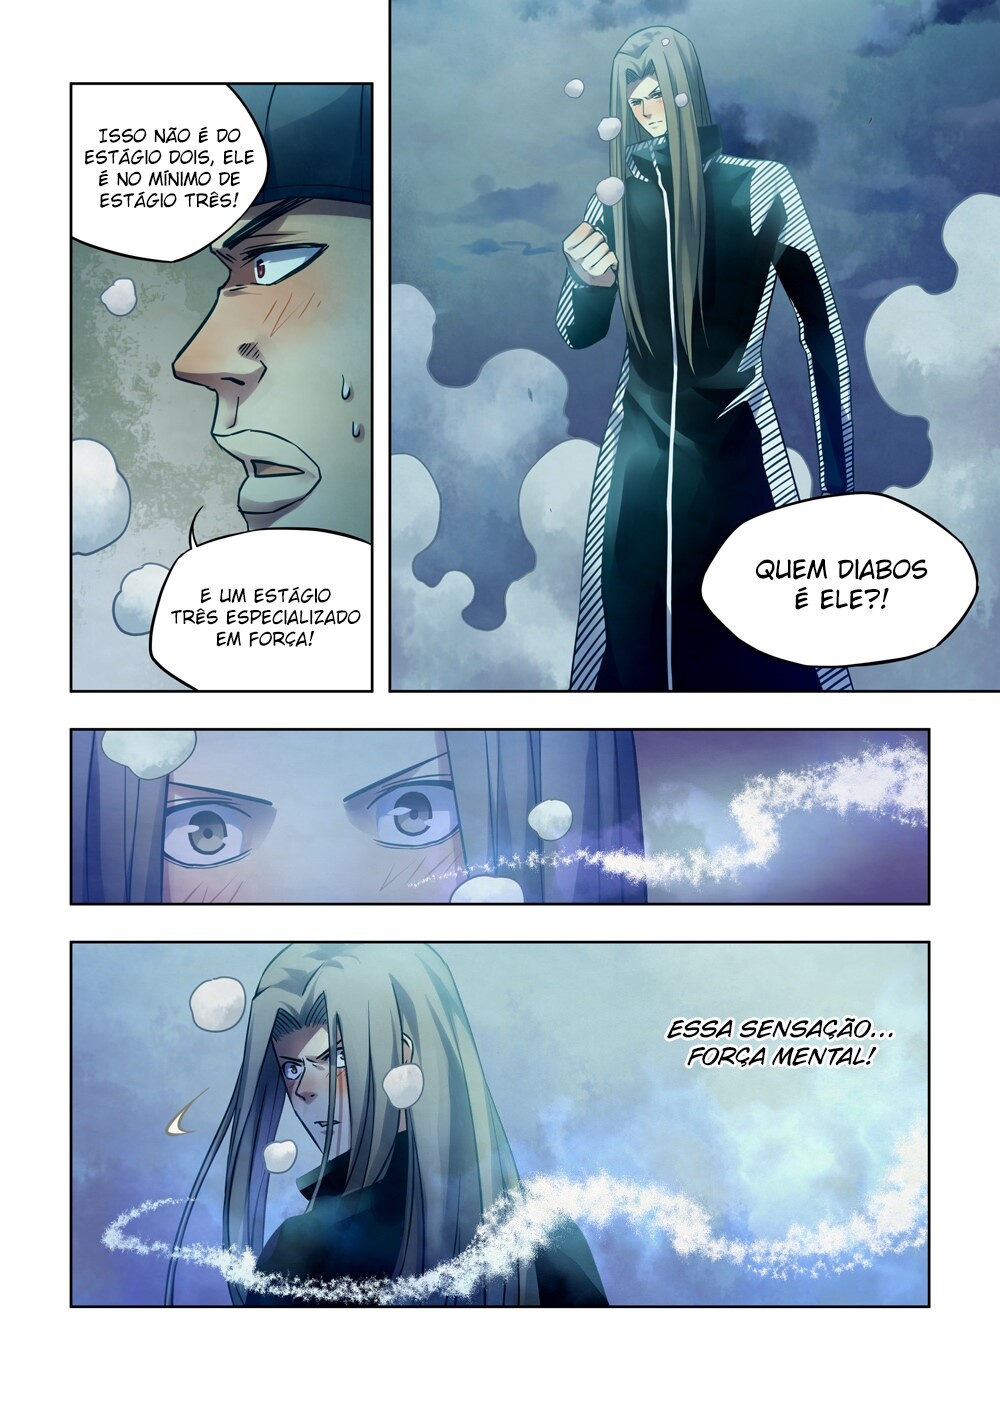 ISSO NÃO É DO
ESTÁGIO DOIS, ELE
É NO MÍNIMO DE
ESTÁGIO TRÊS!
E UM ESTÁGIO
TRÊS ESPECIALIZADO
EM FORÇA!
QUEM DIABOS
É ELE?!
ESSA SENSAÇÃO...
FORÇA MENTAL!